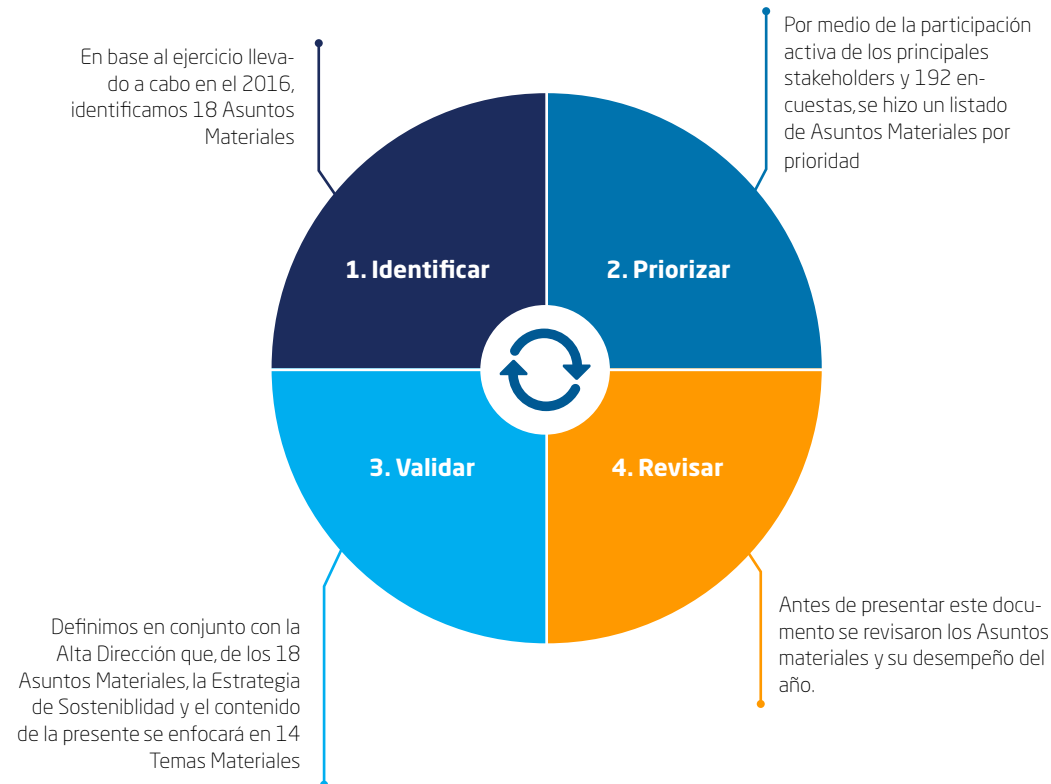 En base al ejercicio lleva-
do a cabo en el 2016,
identificamos 18 Asuntos
Materiales
Por medio de la participación
activa de los principales
stakeholders y 192 en-
cuestas, se hizo un listado
de Asuntos Materiales por
prioridad
1. Identificar
2. Priorizar
3. Validar
4. Revisar
Definimos en conjunto con la
Alta Dirección que, de los 18
Asuntos Materiales, la Estrategia
de Sosteniblidad y el contenido
de la presente se enfocará en 14
Temas Materiales
Antes de presentar este docu-
mento se revisaron los Asuntos
materiales y su desempeño del
año.